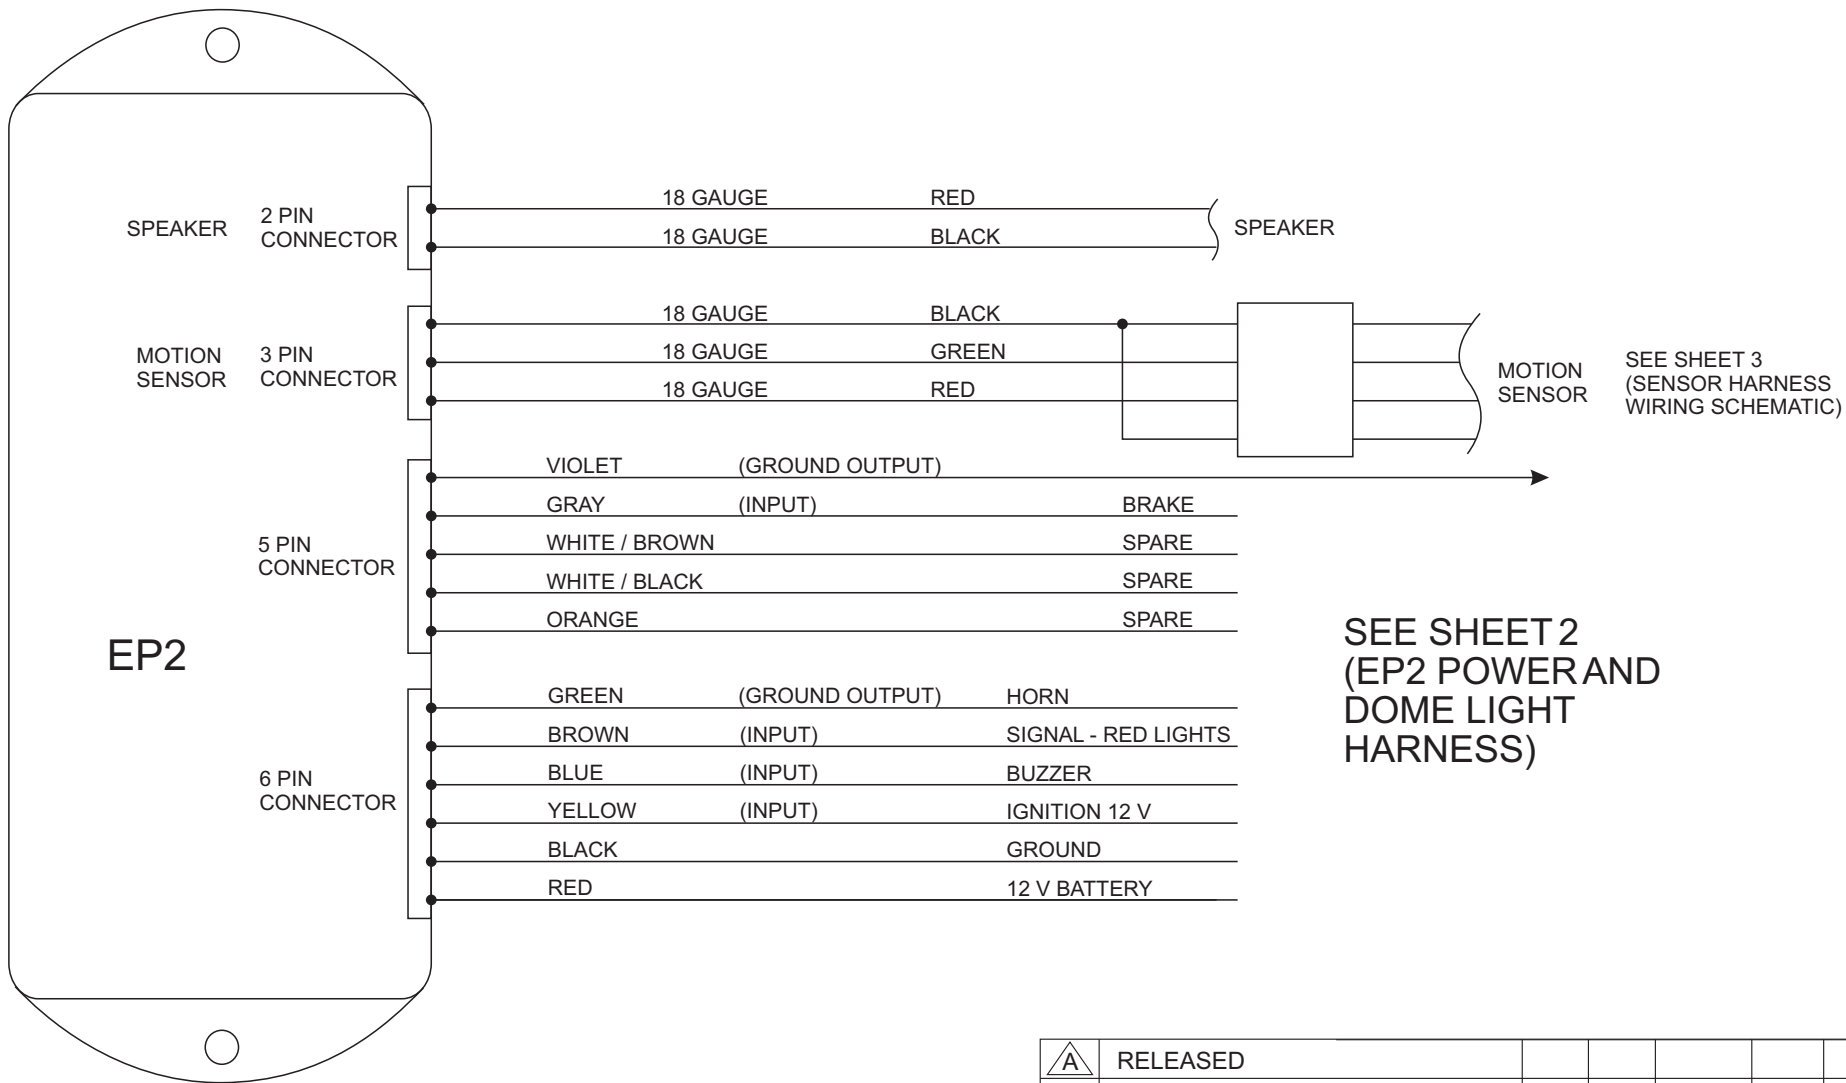 SPEAKER
2 PIN
CONNECTOR
18 GAUGE RED
18 GAUGE BLACK
SPEAKER
MOTION
SENSOR
3 PIN
CONNECTOR
18 GAUGE BLACK
18 GAUGE GREEN
18 GAUGE RED
MOTION
SENSOR
SEE SHEET 3
(SENSOR HARNESS
WIRING SCHEMATIC)
5 PIN
CONNECTOR
VIOLET (GROUND OUTPUT)
GRAY (INPUT) BRAKE
WHITE / BROWN SPARE
WHITE / BLACK SPARE
ORANGE SPARE
EP2
SEE SHEET 2
(EP2 POWER AND
DOME LIGHT
HARNESS)
6 PIN
CONNECTOR
GREEN (GROUND OUTPUT) HORN
BROWN (INPUT) SIGNAL - RED LIGHTS
BLUE (INPUT) BUZZER
YELLOW (INPUT) IGNITION 12 V
BLACK GROUND
RED 12 V BATTERY
A RELEASED